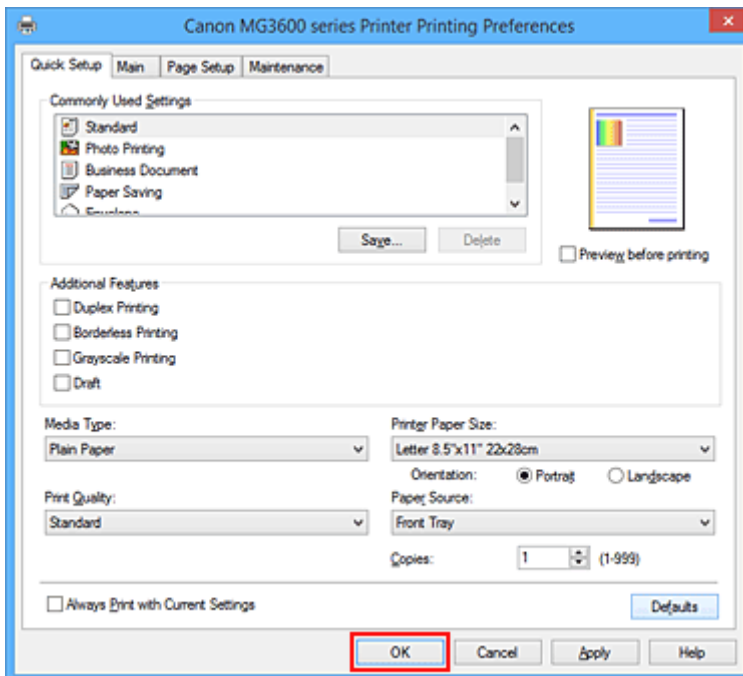 Canon MG3600 series Printer Printing Preferences
Quick Setup Main Page Setup Maintenance
Commonly Used Settings
Standard
Photo Printing
Business Document
Paper Saving
Envelope
Save... Delete
Preview before printing
Additional Features
Duplex Printing
Borderless Printing
Grayscale Printing
Draft
Media Type: Printer Paper Size:
Plain Paper Letter 8.5"x11" 22x28cm
Orientation: Portrait Landscape
Print Quality: Paper Source:
Standard Front Tray
Copies: 1 (1-999)
Always Print with Current Settings Defaults
OK Cancel Apply Help